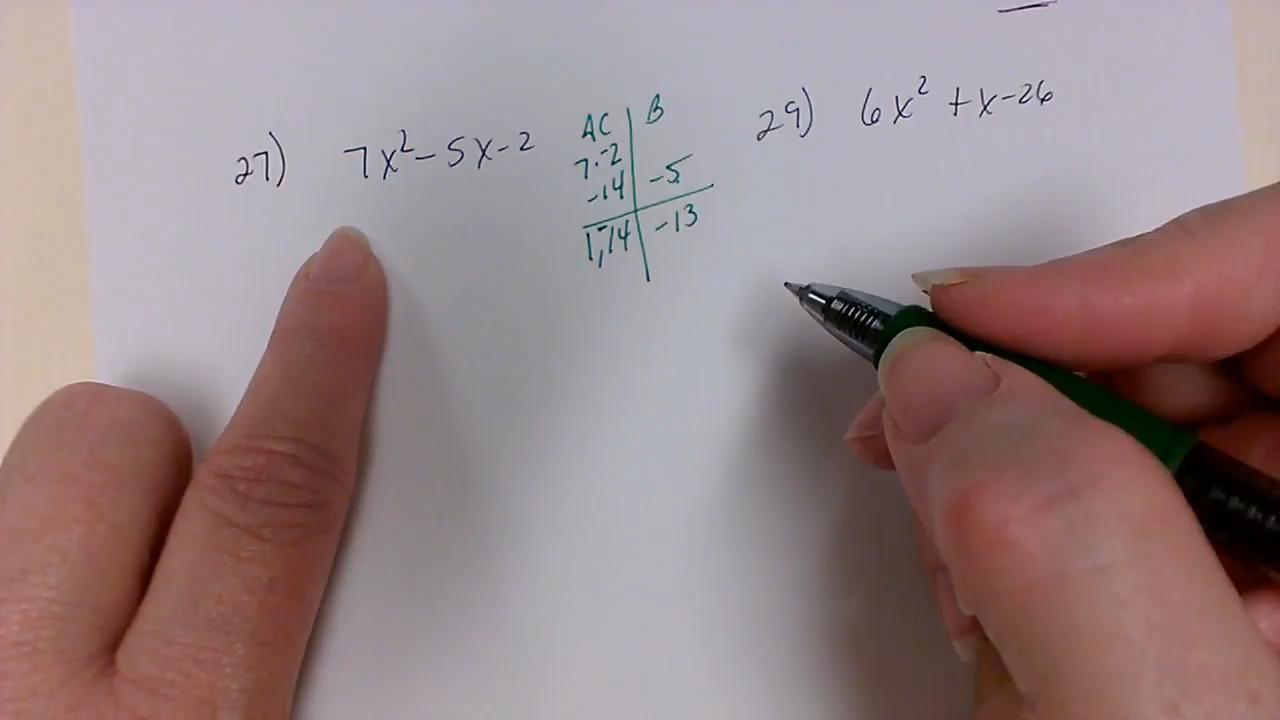 27) 7x² - 5x - 2
AC | B
7·-2
-14 | -5
1,-14 | -13
29) 6x² + x - 26